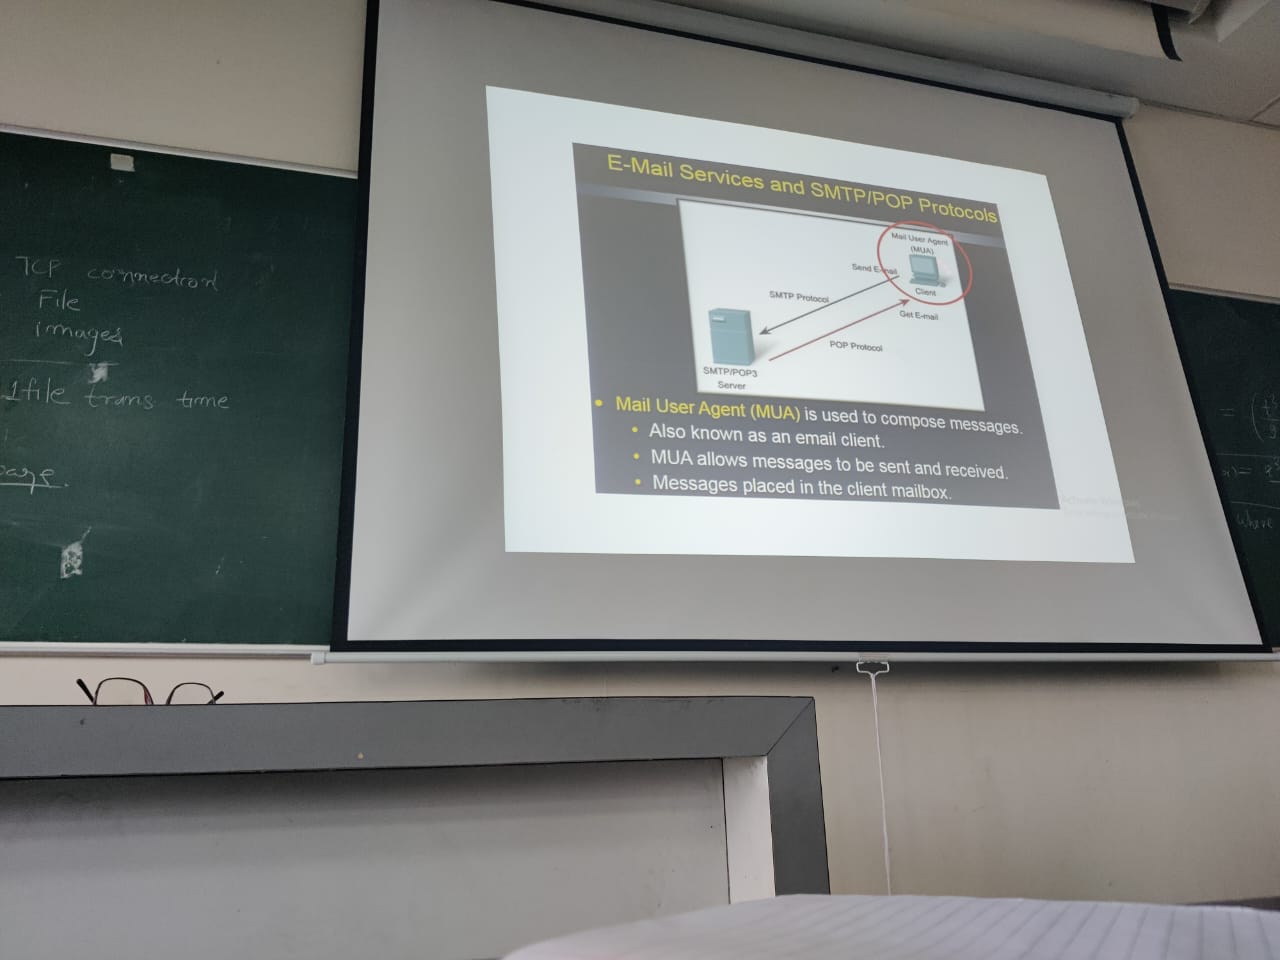 TCP connection
File
images
1file trans time
E-Mail Services and SMTP/POP Protocols
Mail User Agent
(MUA)
Send E-mail
Client
SMTP Protocol
Get E-mail
POP Protocol
SMTP/POP3
Server
• Mail User Agent (MUA) is used to compose messages.
• Also known as an email client.
• MUA allows messages to be sent and received.
• Messages placed in the client mailbox.
where